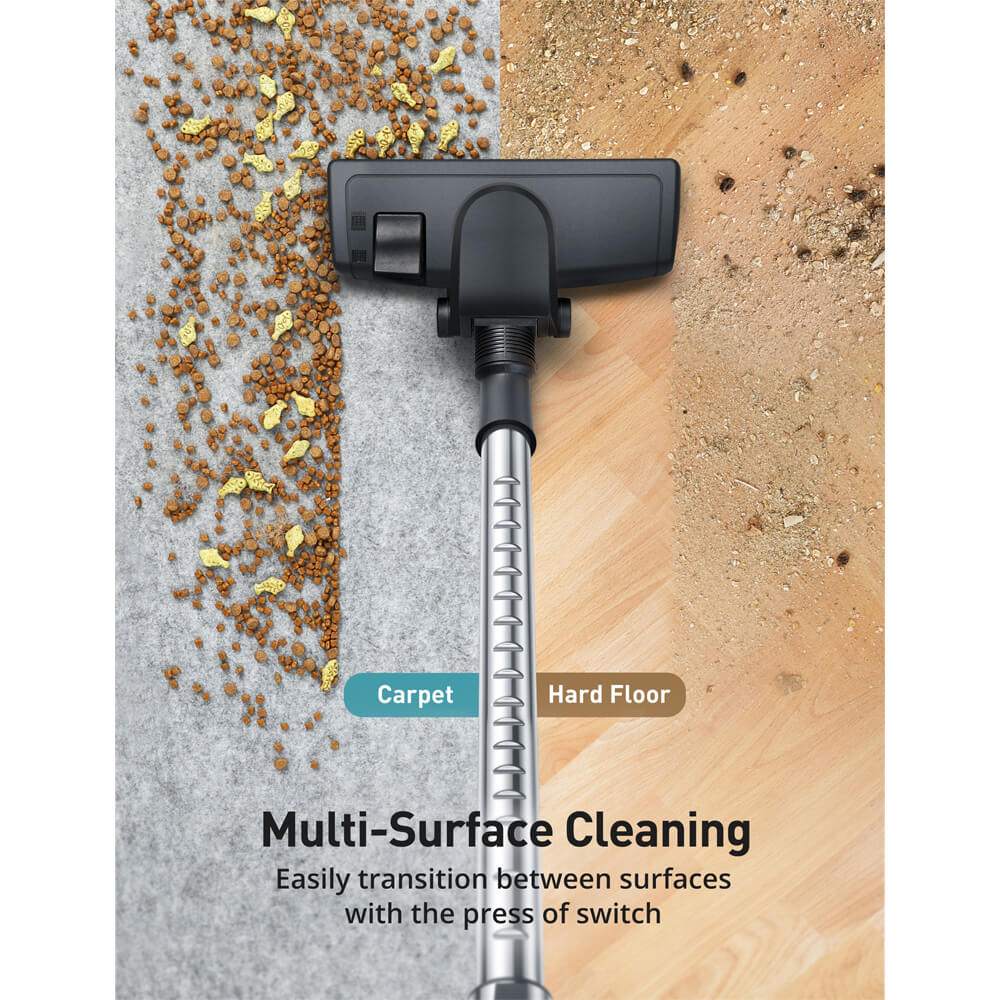 Carpet
Hard Floor
Multi-Surface Cleaning
Easily transition between surfaces
with the press of switch